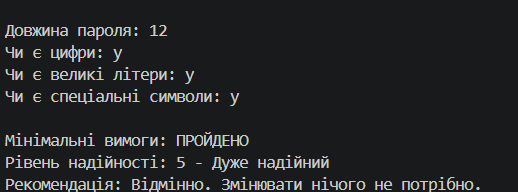 Довжина пароля: 12
Чи є цифри: y
Чи є великі літери: y
Чи є спеціальні символи: y
Мінімальні вимоги: ПРОЙДЕНО
Рівень надійності: 5 - Дуже надійний
Рекомендація: Відмінно. Змінювати нічого не потрібно.